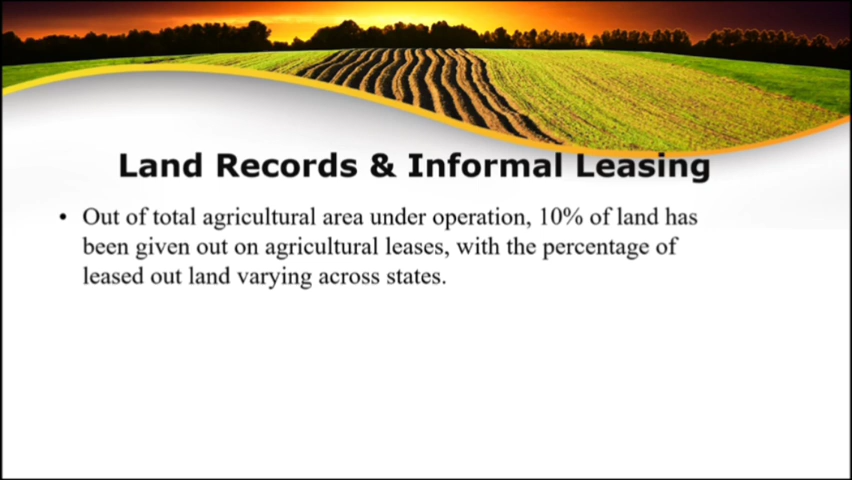 Land Records & Informal Leasing
• Out of total agricultural area under operation, 10% of land has
been given out on agricultural leases, with the percentage of
leased out land varying across states.